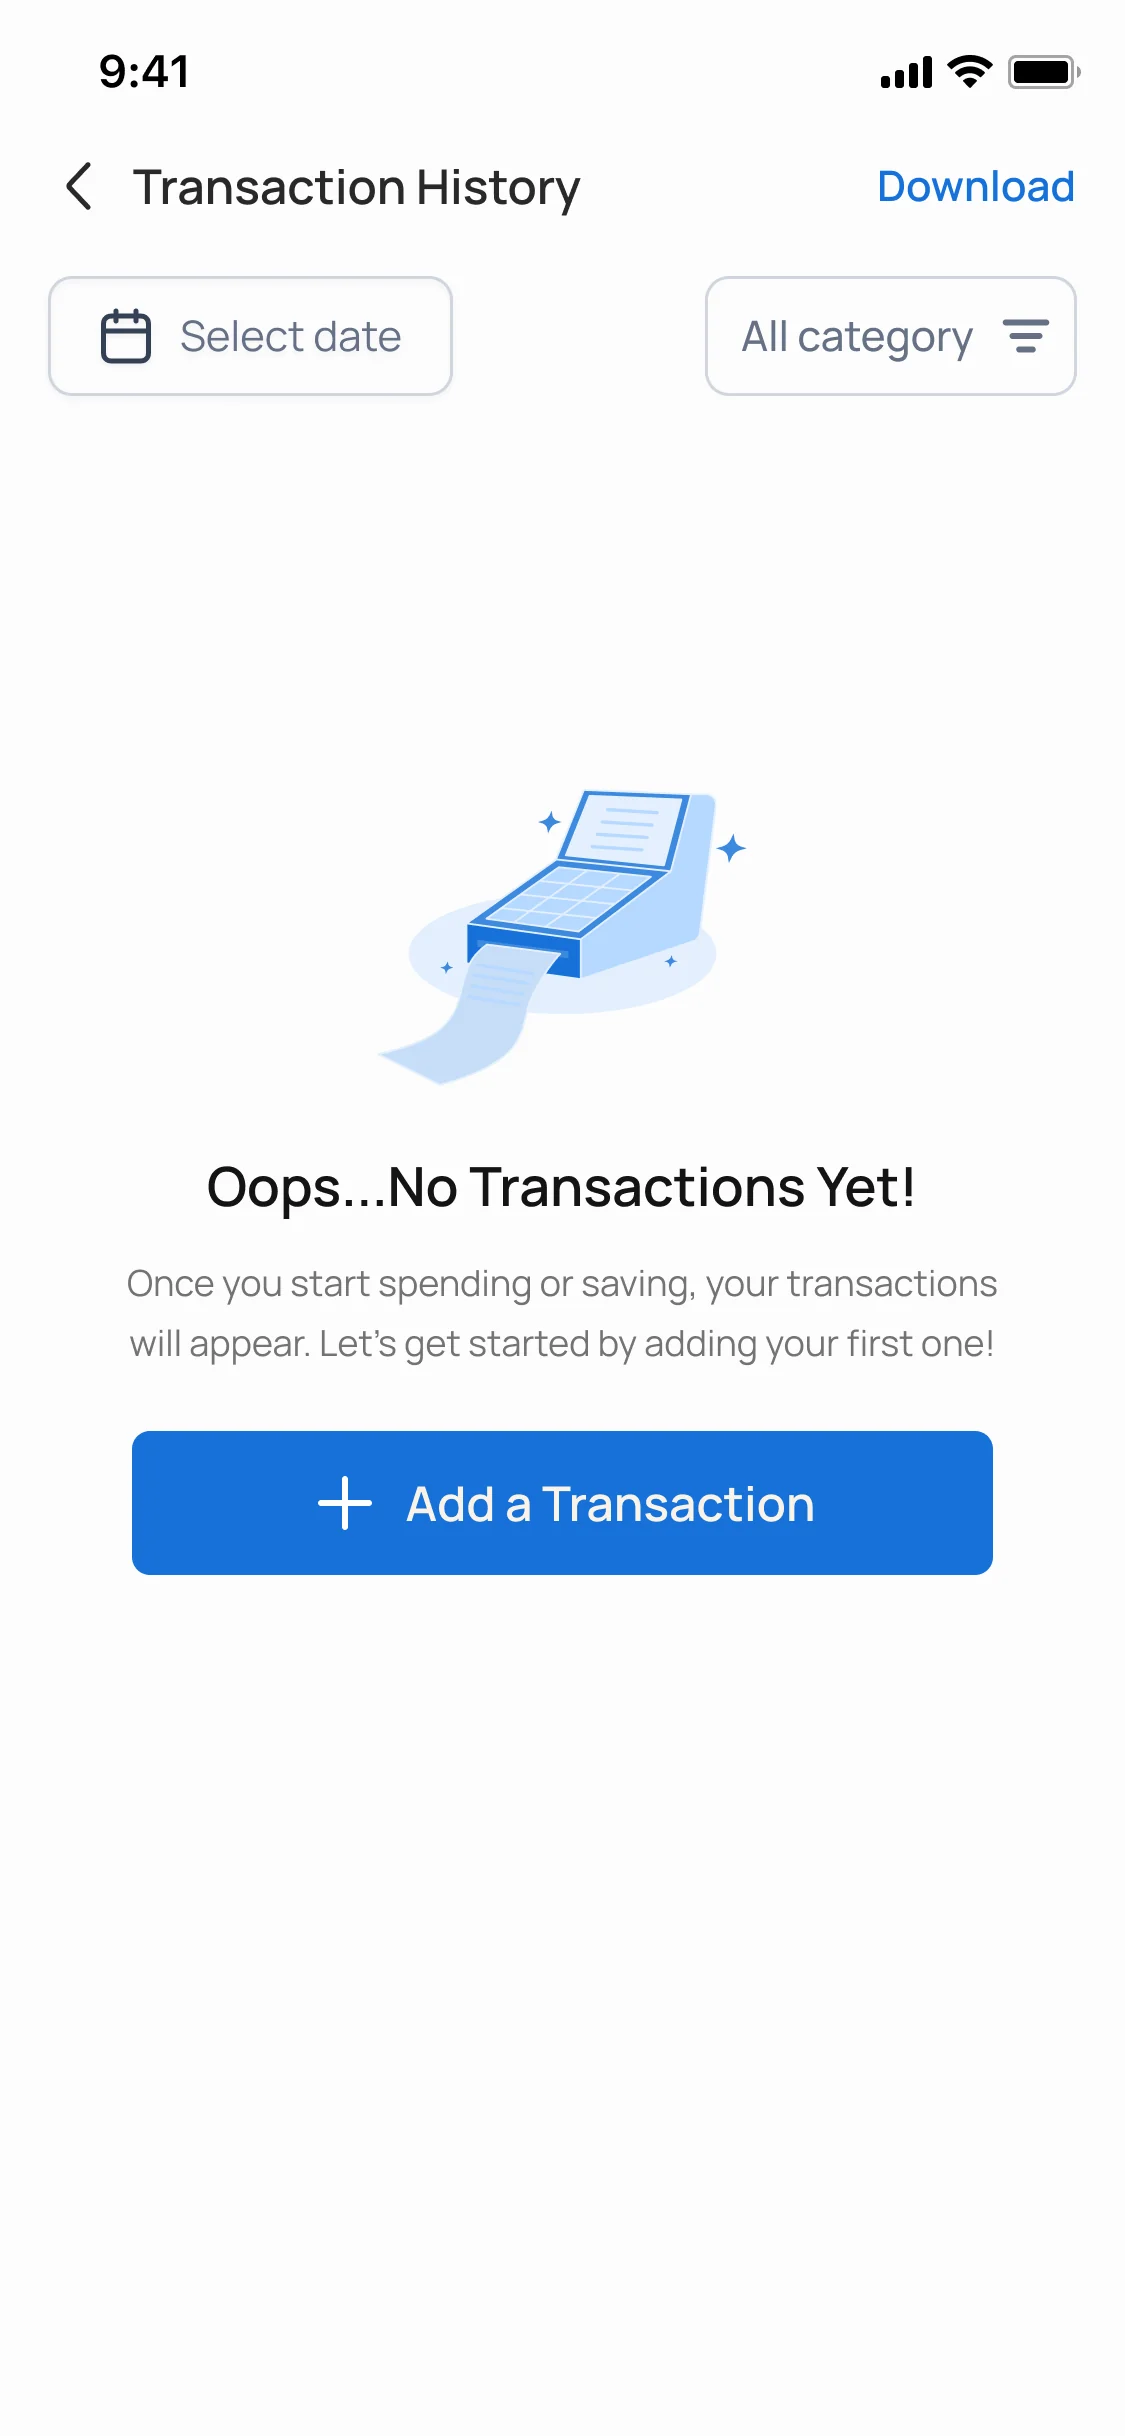 9:41
Transaction History
Download
Select date
All category
Oops...No Transactions Yet!
Once you start spending or saving, your transactions
will appear. Let’s get started by adding your first one!
Add a Transaction